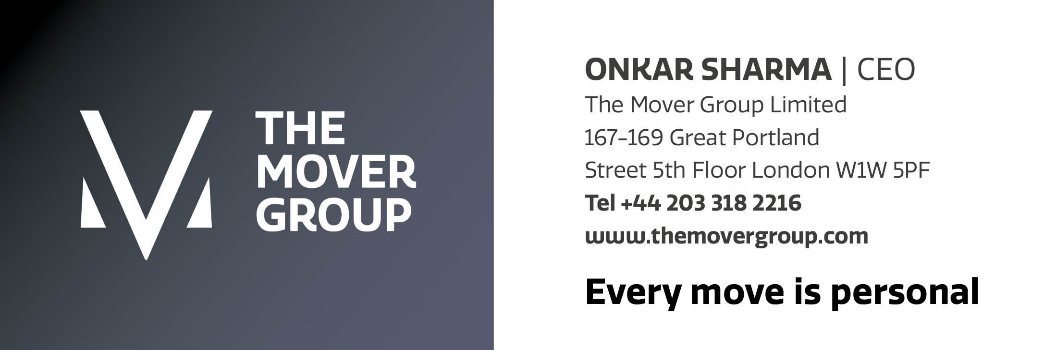 THE
MOVER
GROUP
ONKAR SHARMA | CEO
The Mover Group Limited
167-169 Great Portland
Street 5th Floor London W1W 5PF
Tel +44 203 318 2216
www.themovergroup.com
Every move is personal